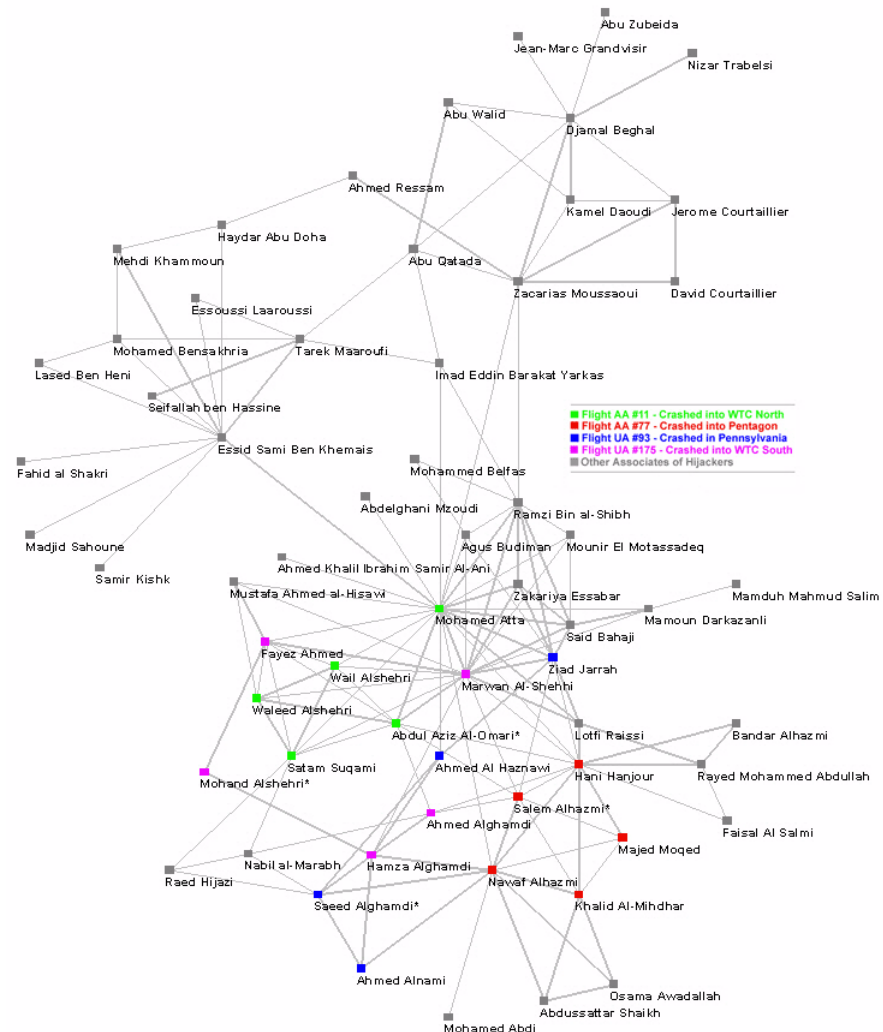 Abu Zubeida
Jean-Marc Grandvisir
Nizar Trabelsi
Abu Walid
Djamal Beghal
Ahmed Ressam
Kamel Daoudi
Jerome Courtaillier
Haydar Abu Doha
Mehdi Khammoun
Abu Qatada
Zacarias Moussaoui
David Courtaillier
Essoussi Laaroussi
Mohamed Bensakhria
Tarek Maaroufi
Lased Ben Heni
Imad Eddin Barakat Yarkas
Seifallah ben Hassine
Flight AA #11 - Crashed into WTC North
Flight AA #77 - Crashed into Pentagon
Flight UA #93 - Crashed in Pennsylvania
Flight UA #175 - Crashed into WTC South
Other Associates of Hijackers
Essid Sami Ben Khemais
Fahid al Shakri
Mohammed Belfas
Abdelghani Mzoudi
Ramzi Bin al-Shibh
Madjid Sahoune
Agus Budiman
Mounir El Motassadeq
Samir Kishk
Ahmed Khalil Ibrahim Samir Al-Ani
Mustafa Ahmed al-Hisawi
Zakariya Essabar
Mamduh Mahmud Salim
Mohamed Atta
Mamoun Darkazanli
Said Bahaji
Fayez Ahmed
Wail Alshehri
Ziad Jarrah
Marwan Al-Shehhi
Waleed Alshehri
Abdul Aziz Al-Omari*
Lotfi Raissi
Bandar Alhazmi
Satam Suqami
Ahmed Al Haznawi
Hani Hanjour
Rayed Mohammed Abdullah
Mohand Alshehri*
Salem Alhazmi*
Ahmed Alghamdi
Faisal Al Salmi
Majed Moqed
Nabil al-Marabh
Hamza Alghamdi
Raed Hijazi
Nawaf Alhazmi
Saeed Alghamdi*
Khalid Al-Mihdhar
Ahmed Alnami
Osama Awadallah
Abdussattar Shaikh
Mohamed Abdi